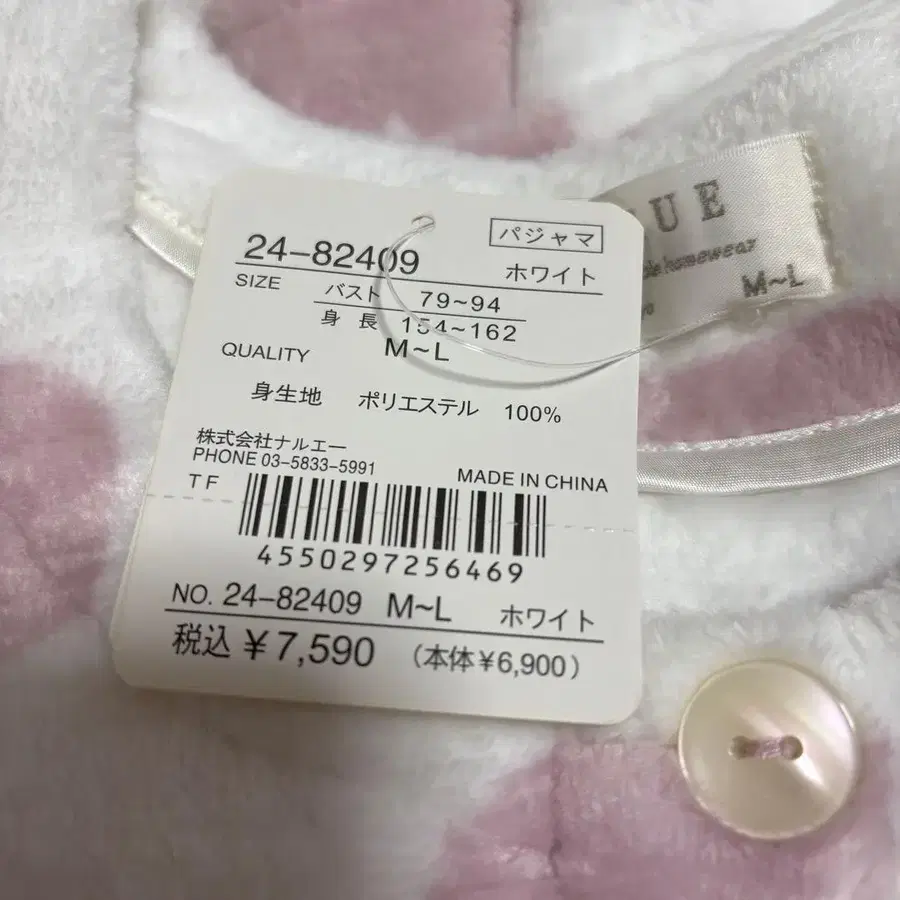 パジャマ
24-82409
ホワイト
SIZE バスト 79~94
身長 154~162
M~L
QUALITY
身生地 ポリエステル 100%
株式会社ナルエー
PHONE 03-5833-5991
MADE IN CHINA
TF
4550297256469
NO. 24-82409 M~L ホワイト
税込 ¥7,590 (本体¥6,900)
UE
homewear
M~L